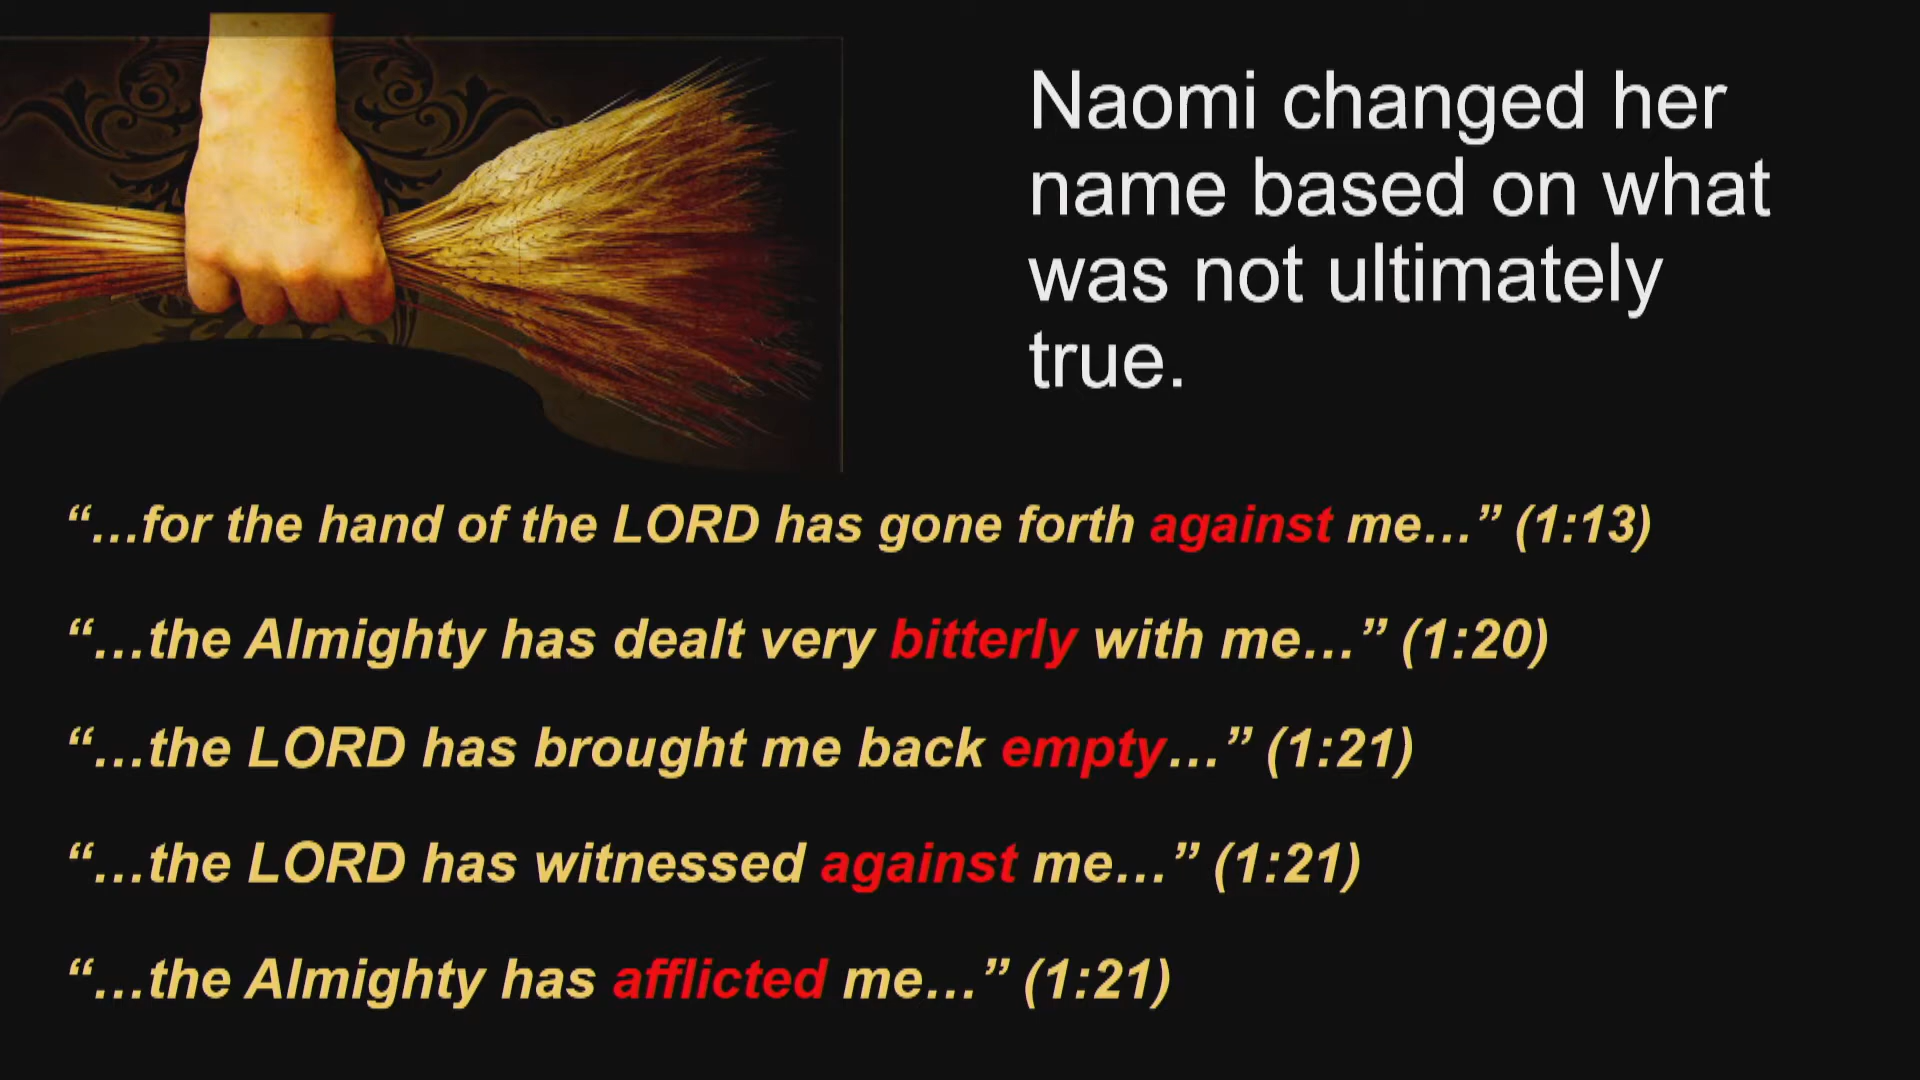 Naomi changed her
name based on what
was not ultimately
true.
“…for the hand of the LORD has gone forth against me…” (1:13)
“…the Almighty has dealt very bitterly with me…” (1:20)
“…the LORD has brought me back empty…” (1:21)
“…the LORD has witnessed against me…” (1:21)
“…the Almighty has afflicted me…” (1:21)